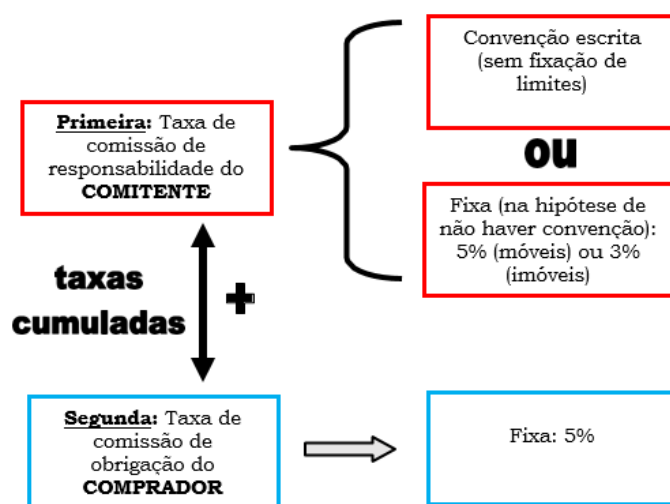 Primeira: Taxa de
comissão de
responsabilidade do
COMITENTE
Convenção escrita
(sem fixação de
limites)
ou
Fixa (na hipótese de
não haver convenção):
5% (móveis) ou 3%
(imóveis)
taxas
cumuladas
+
Segunda: Taxa de
comissão de
obrigação do
COMPRADOR
Fixa: 5%